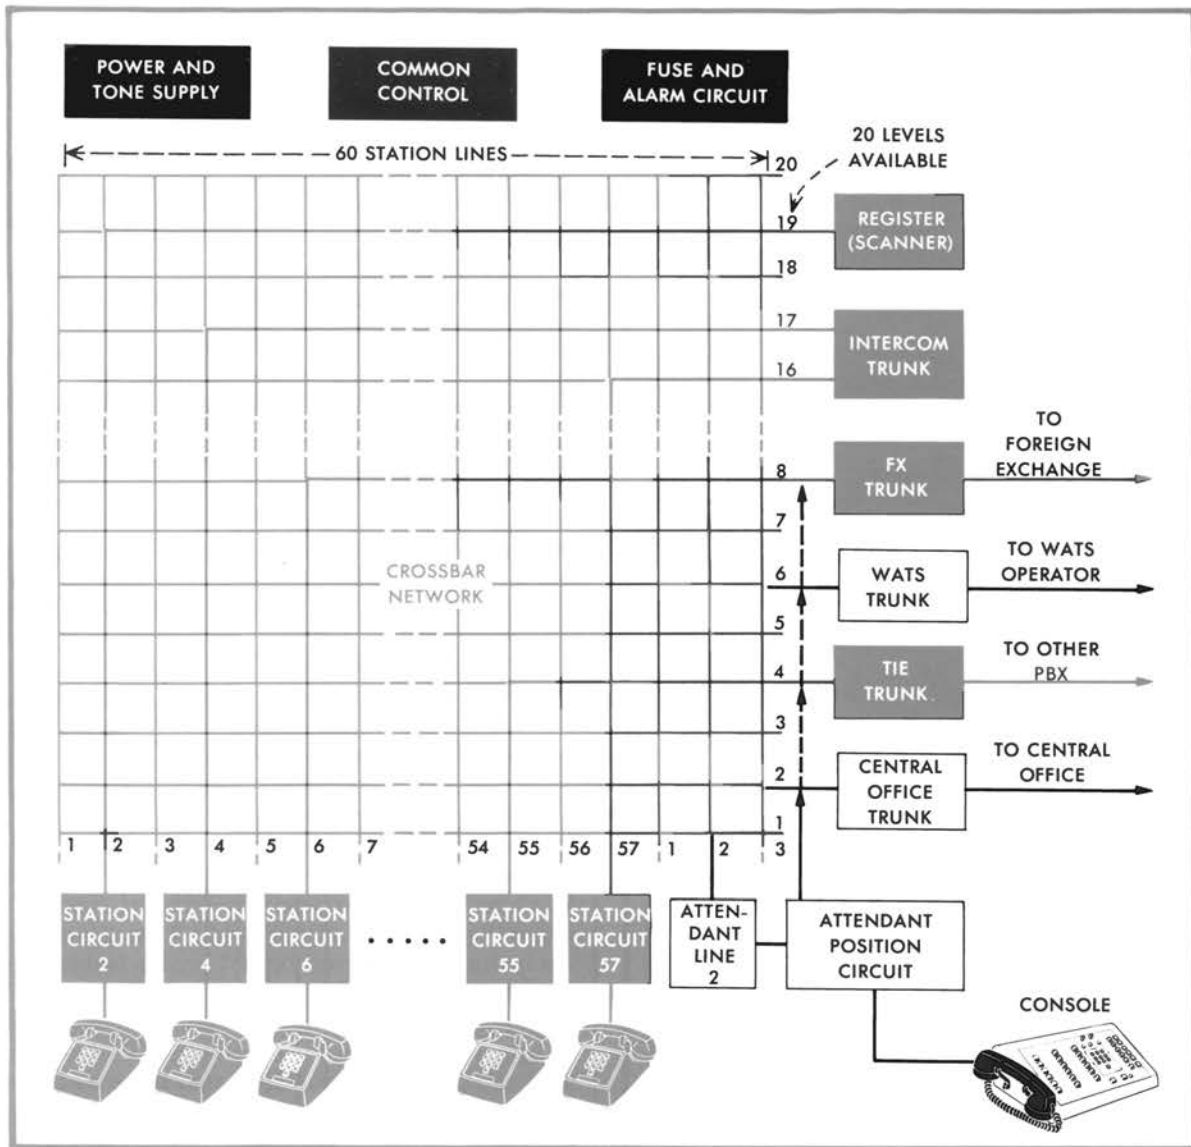 POWER AND
TONE SUPPLY
COMMON
CONTROL
FUSE AND
ALARM CIRCUIT
60 STATION LINES
20 LEVELS
AVAILABLE
20
19
REGISTER
(SCANNER)
18
17
INTERCOM
TRUNK
16
TO
FOREIGN
EXCHANGE
8
FX
TRUNK
7
CROSSBAR
NETWORK
6
WATS
TRUNK
TO WATS
OPERATOR
5
4
TIE
TRUNK.
TO OTHER
PBX
3
2
CENTRAL
OFFICE
TRUNK
TO CENTRAL
OFFICE
1
1 2 3 4 5 6 7 54 55 56 57 1 2 3
STATION
CIRCUIT
2
STATION
CIRCUIT
4
STATION
CIRCUIT
6
.....
STATION
CIRCUIT
55
STATION
CIRCUIT
57
ATTEN-
DANT
LINE
2
ATTENDANT
POSITION
CIRCUIT
CONSOLE